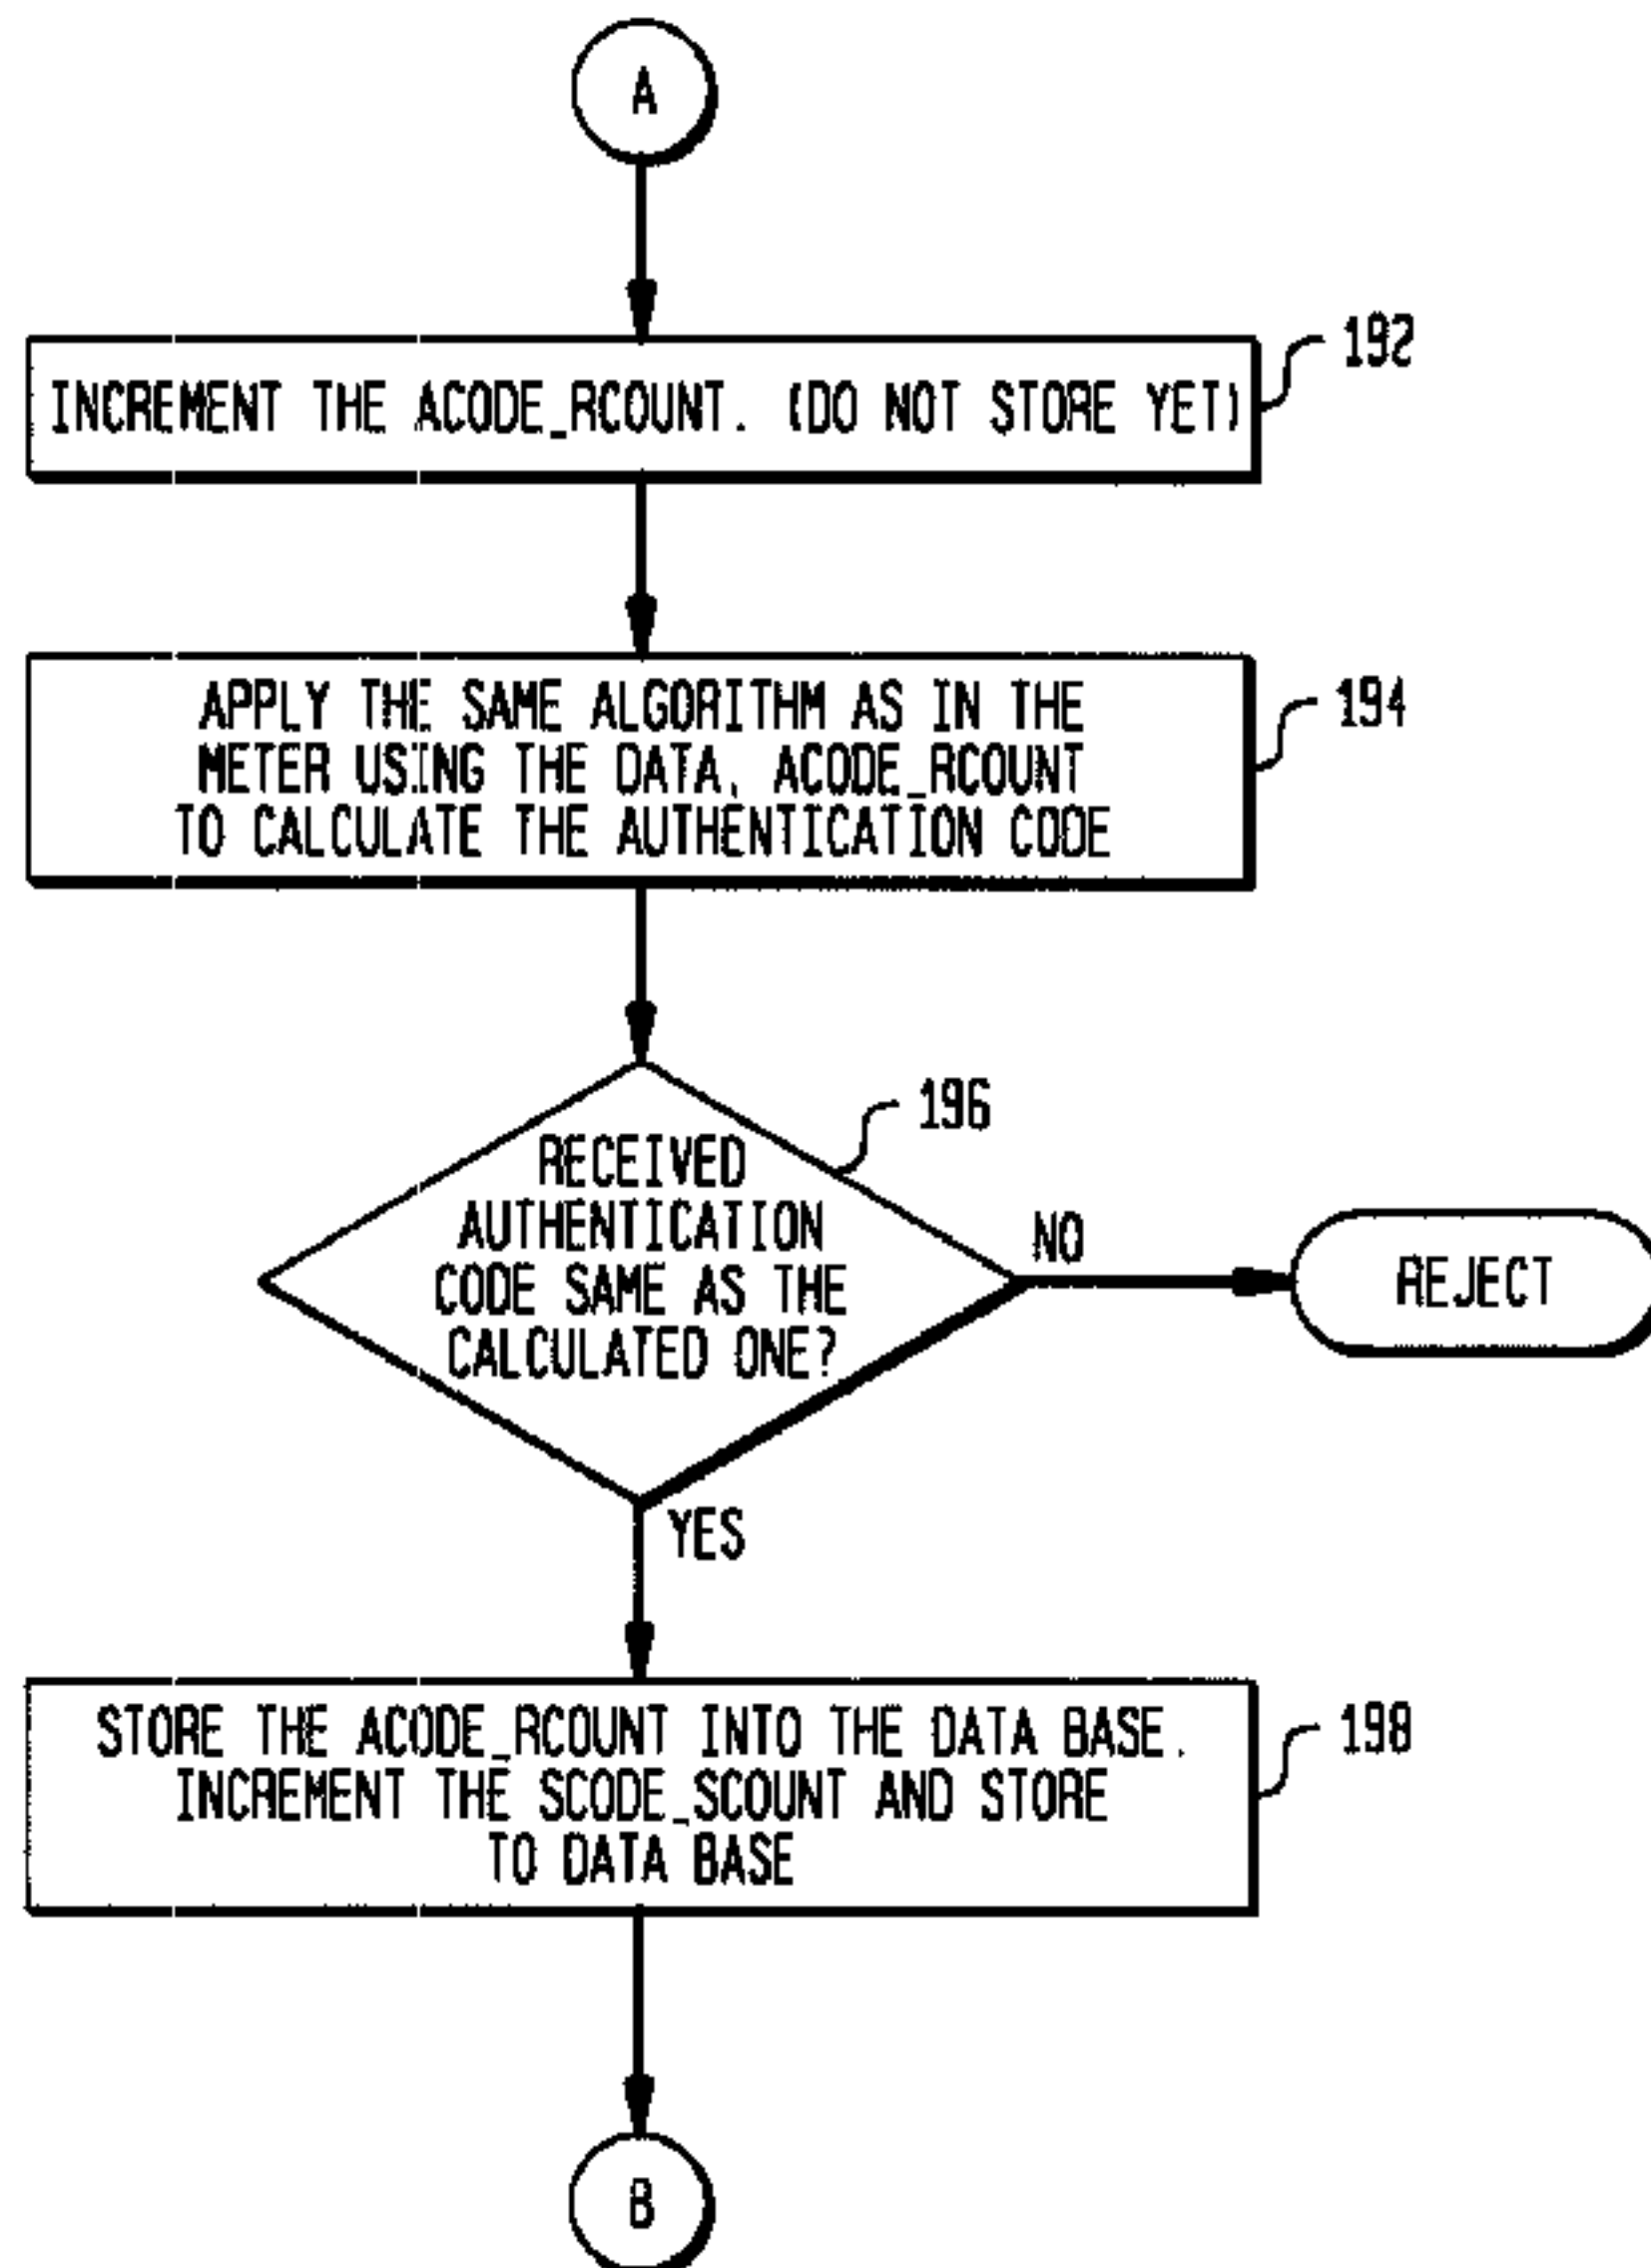 A
INCREMENT THE ACODE_RCOUNT. (DO NOT STORE YET)
192
APPLY THE SAME ALGORITHM AS IN THE
METER USING THE DATA, ACODE_RCOUNT
TO CALCULATE THE AUTHENTICATION CODE
194
RECEIVED
AUTHENTICATION
CODE SAME AS THE
CALCULATED ONE?
196
NO
REJECT
YES
STORE THE ACODE_RCOUNT INTO THE DATA BASE.
INCREMENT THE SCODE_SCOUNT AND STORE
TO DATA BASE
198
B